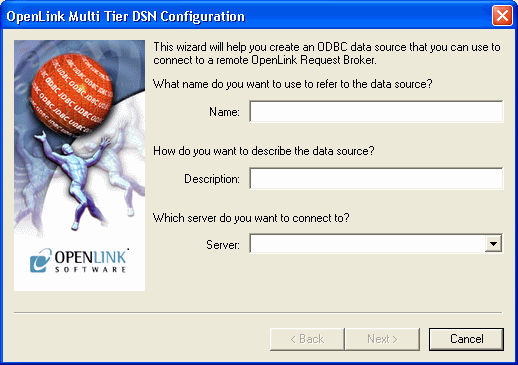 OpenLink Multi Tier DSN Configuration
This wizard will help you create an ODBC data source that you can use to
connect to a remote OpenLink Request Broker.
What name do you want to use to refer to the data source?
Name:
How do you want to describe the data source?
Description:
Which server do you want to connect to?
Server:
OPENLINK
SOFTWARE
< Back
Next >
Cancel